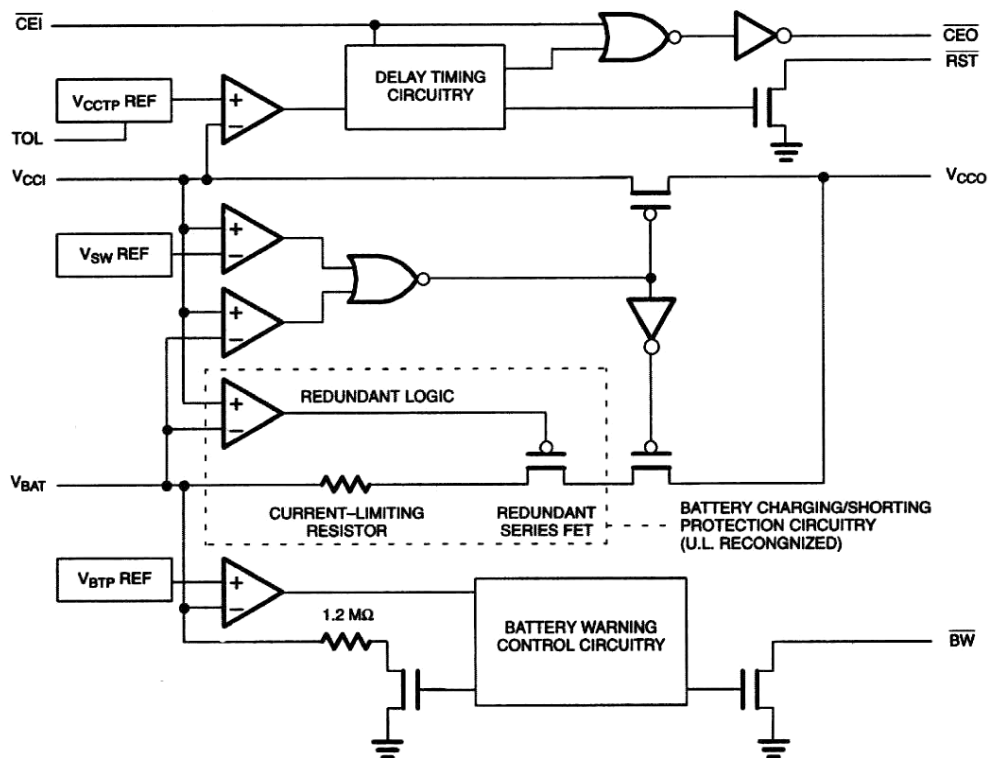 CEI
CEO
DELAY TIMING
CIRCUITRY
RST
VCCTP REF
+
−
TOL
VCCI
VCCO
+
−
VSW REF
+
−
REDUNDANT LOGIC
+
−
VBAT
CURRENT–LIMITING
RESISTOR
REDUNDANT
SERIES FET
BATTERY CHARGING/SHORTING
PROTECTION CIRCUITRY
(U.L. RECONGNIZED)
VBTP REF
+
−
1.2 MΩ
BATTERY WARNING
CONTROL CIRCUITRY
BW